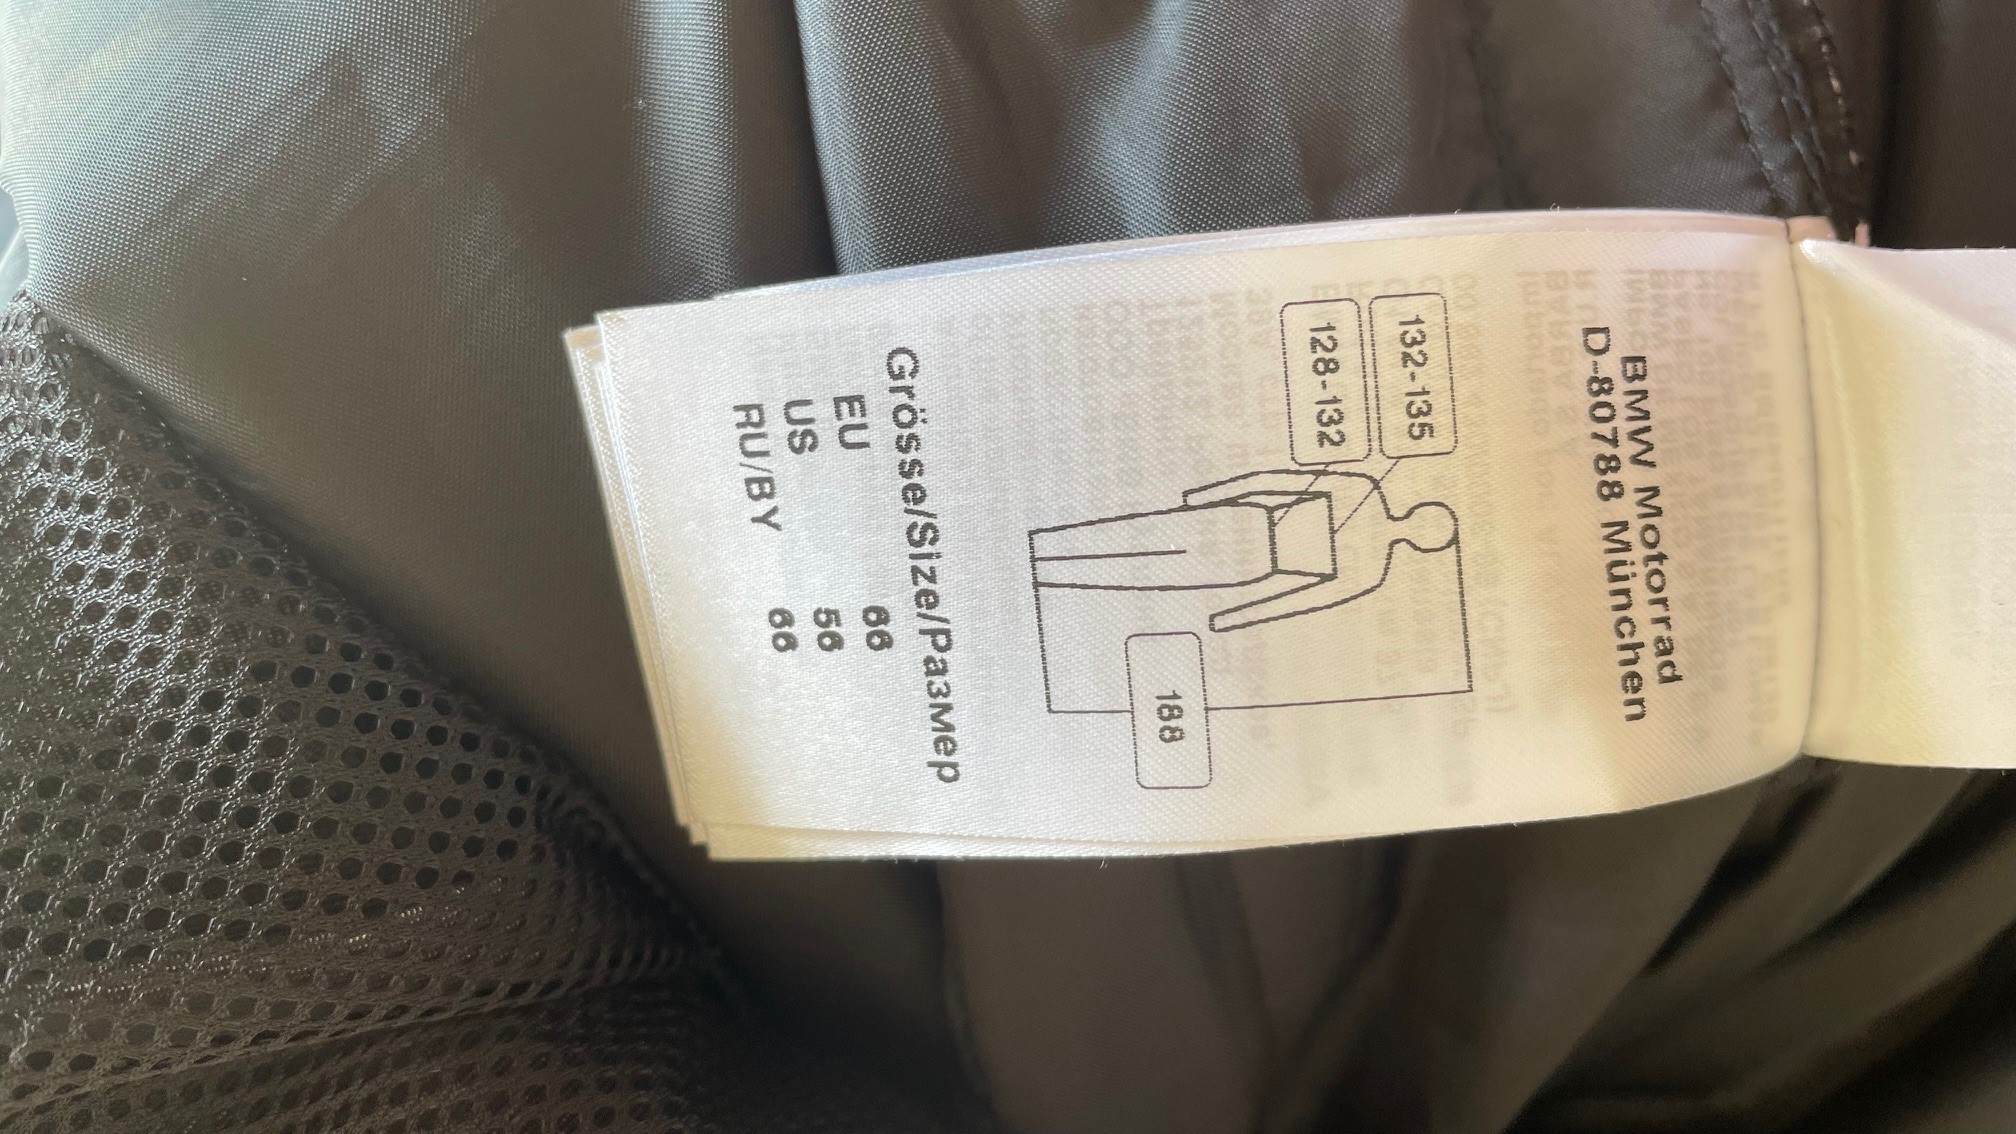 BMW Motorrad
D-80788 München
132-135
128-132
188
Grösse/Size/Размер
EU 66
US 56
RU/BY 66